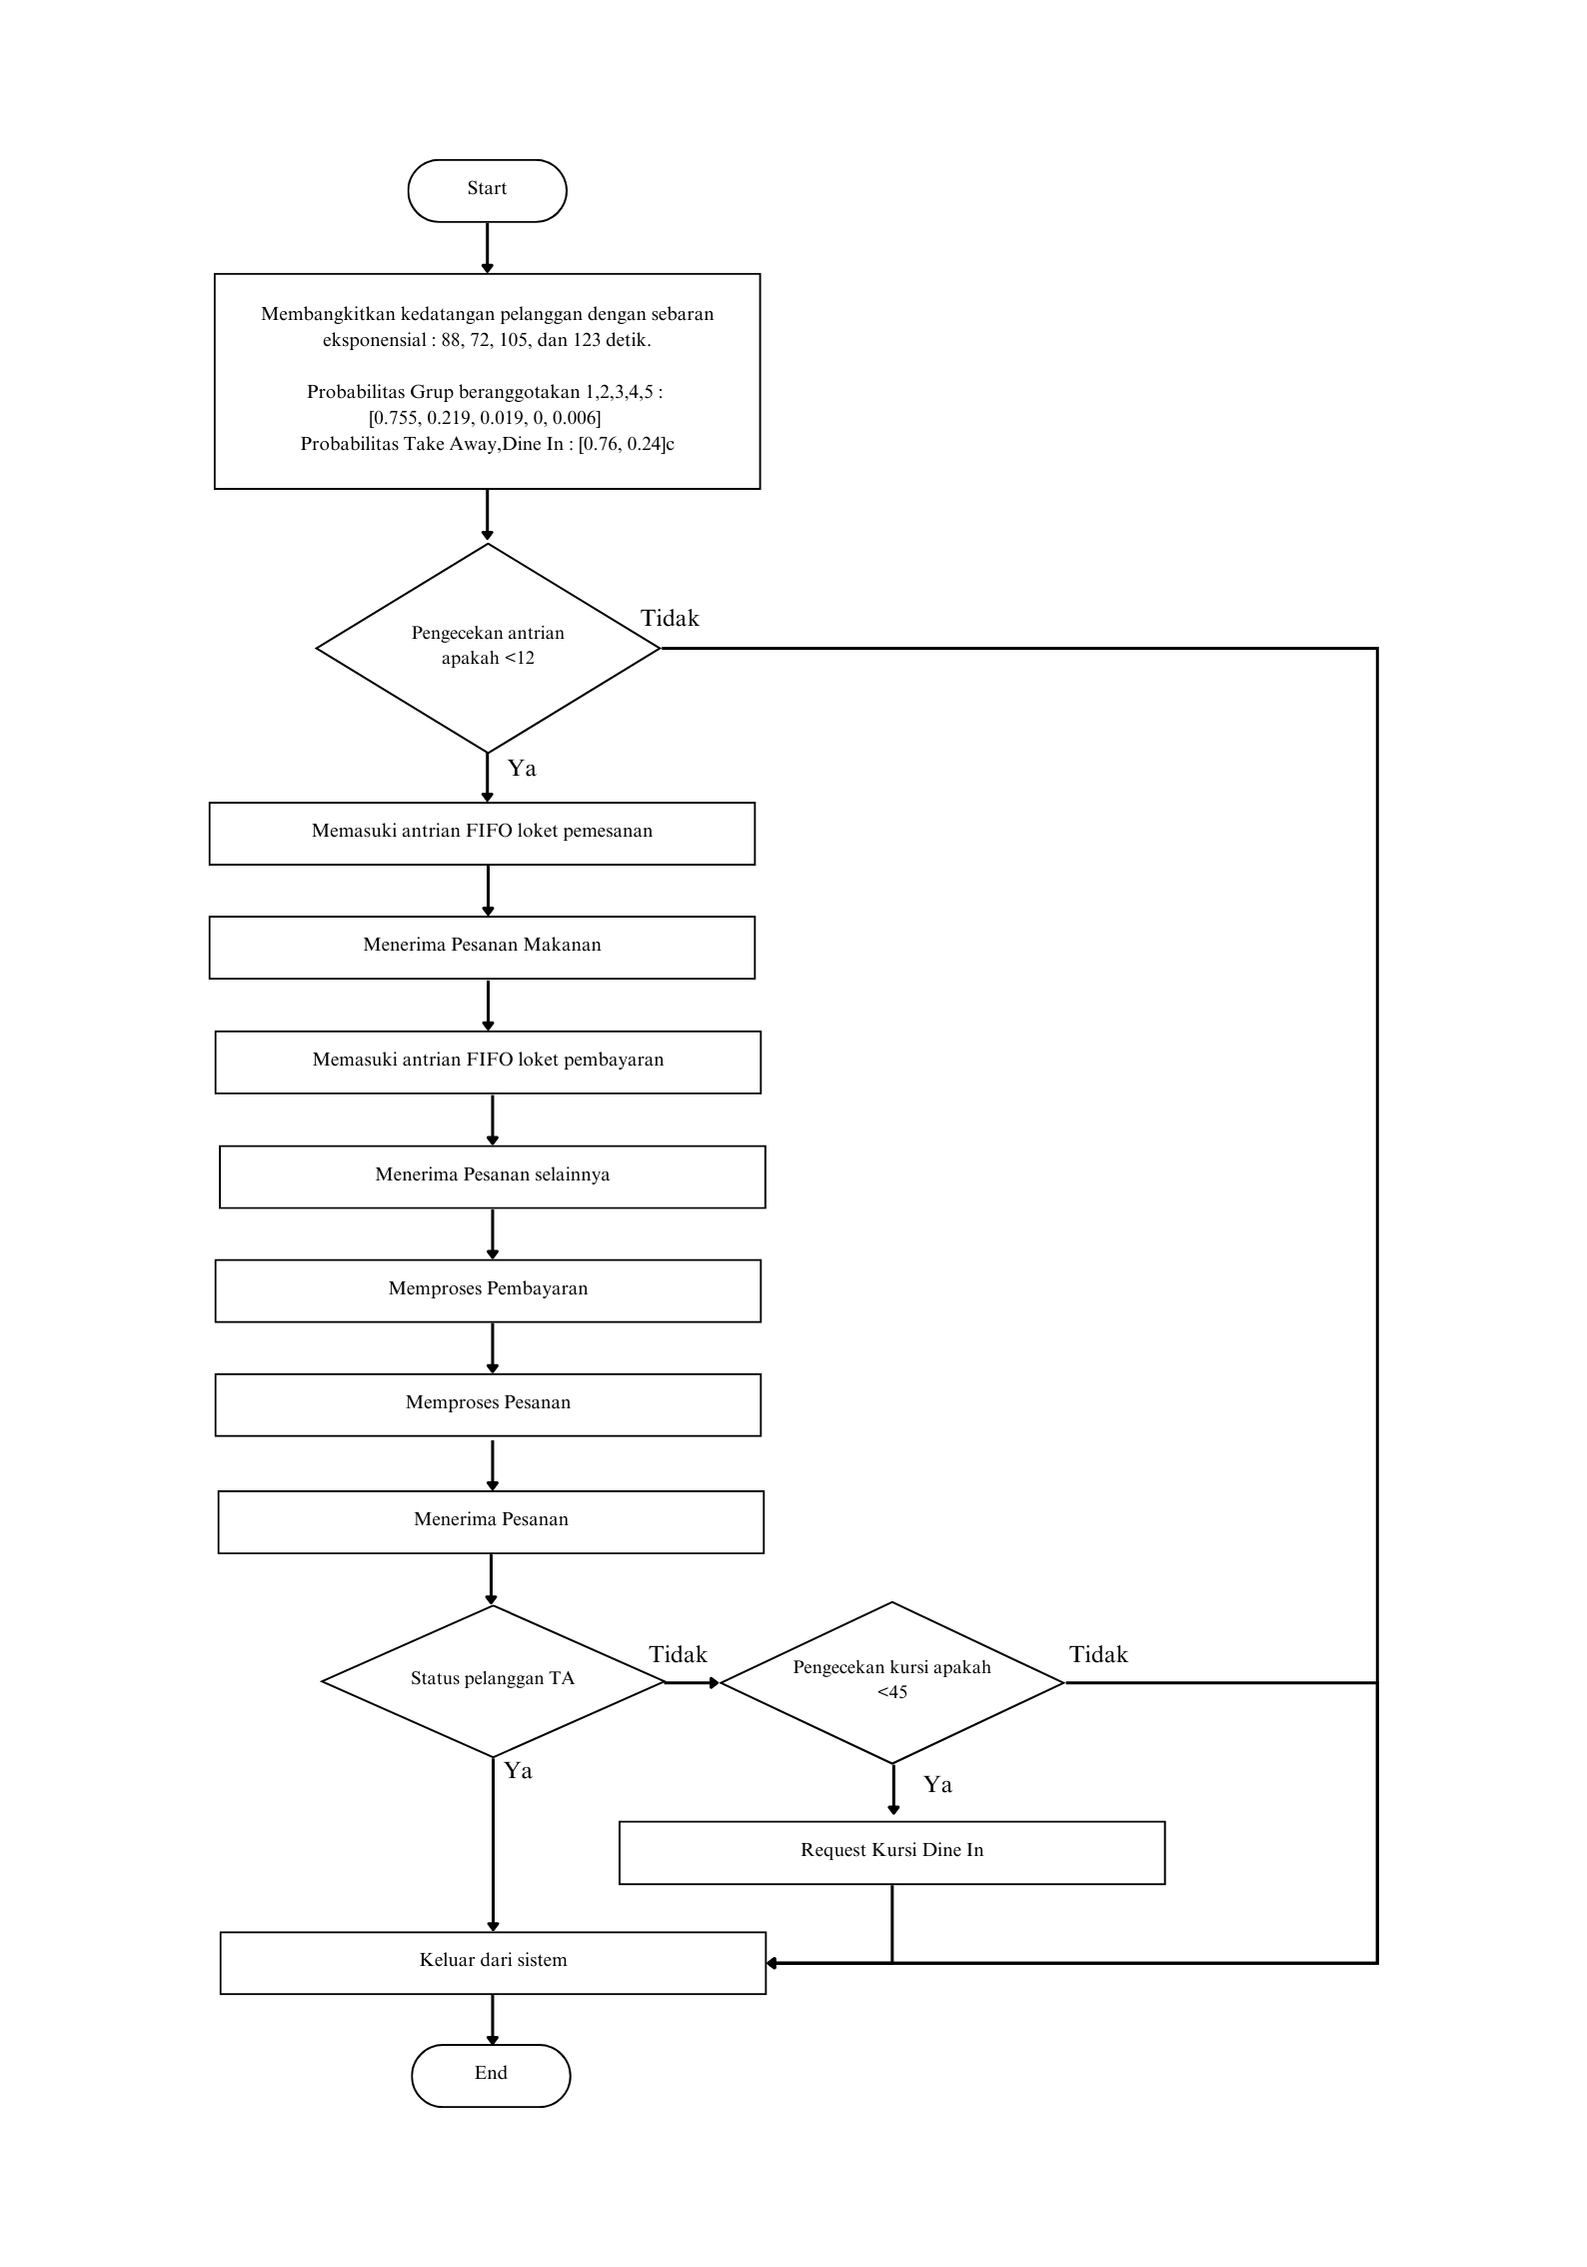 Start
Membangkitkan kedatangan pelanggan dengan sebaran
eksponensial : 88, 72, 105, dan 123 detik.
Probabilitas Grup beranggotakan 1,2,3,4,5 :
[0.755, 0.219, 0.019, 0, 0.006]
Probabilitas Take Away,Dine In : [0.76, 0.24]c
Tidak
Pengecekan antrian
apakah <12
Ya
Memasuki antrian FIFO loket pemesanan
Menerima Pesanan Makanan
Memasuki antrian FIFO loket pembayaran
Menerima Pesanan selainnya
Memproses Pembayaran
Memproses Pesanan
Menerima Pesanan
Status pelanggan TA
Tidak
Pengecekan kursi apakah
<45
Tidak
Ya
Ya
Request Kursi Dine In
Keluar dari sistem
End